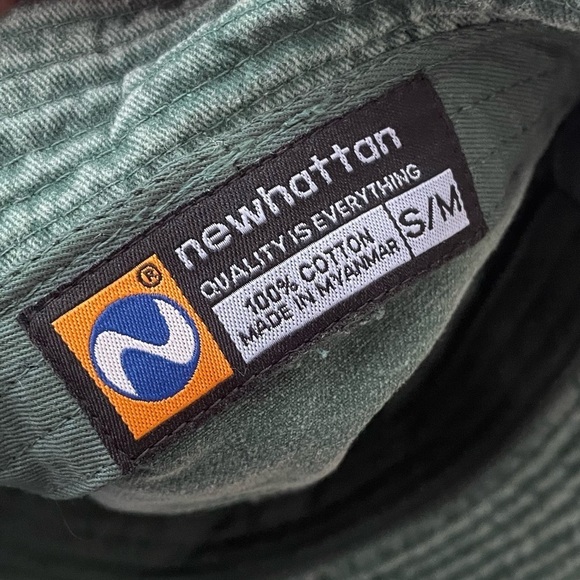 newhattan
QUALITY IS EVERYTHING
100% COTTON
MADE IN MYANMAR
S/M
®